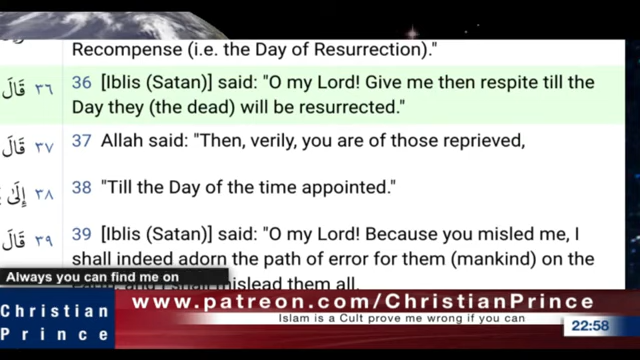 Recompense (i.e. the Day of Resurrection)."
قَالَ ٣٦ 36 [Iblis (Satan)] said: "O my Lord! Give me then respite till the
Day they (the dead) will be resurrected."
قَالَ ٣٧ 37 Allah said: "Then, verily, you are of those reprieved,
إِلَىٰ ٣٨ 38 "Till the Day of the time appointed."
قَالَ ٣٩ 39 [Iblis (Satan)] said: "O my Lord! Because you misled me, I
shall indeed adorn the path of error for them (mankind) on the
mislead them all.
Always you can find me on
www.patreon.com/ChristianPrince
Christian
Prince
Islam is a Cult prove me wrong if you can
22:58